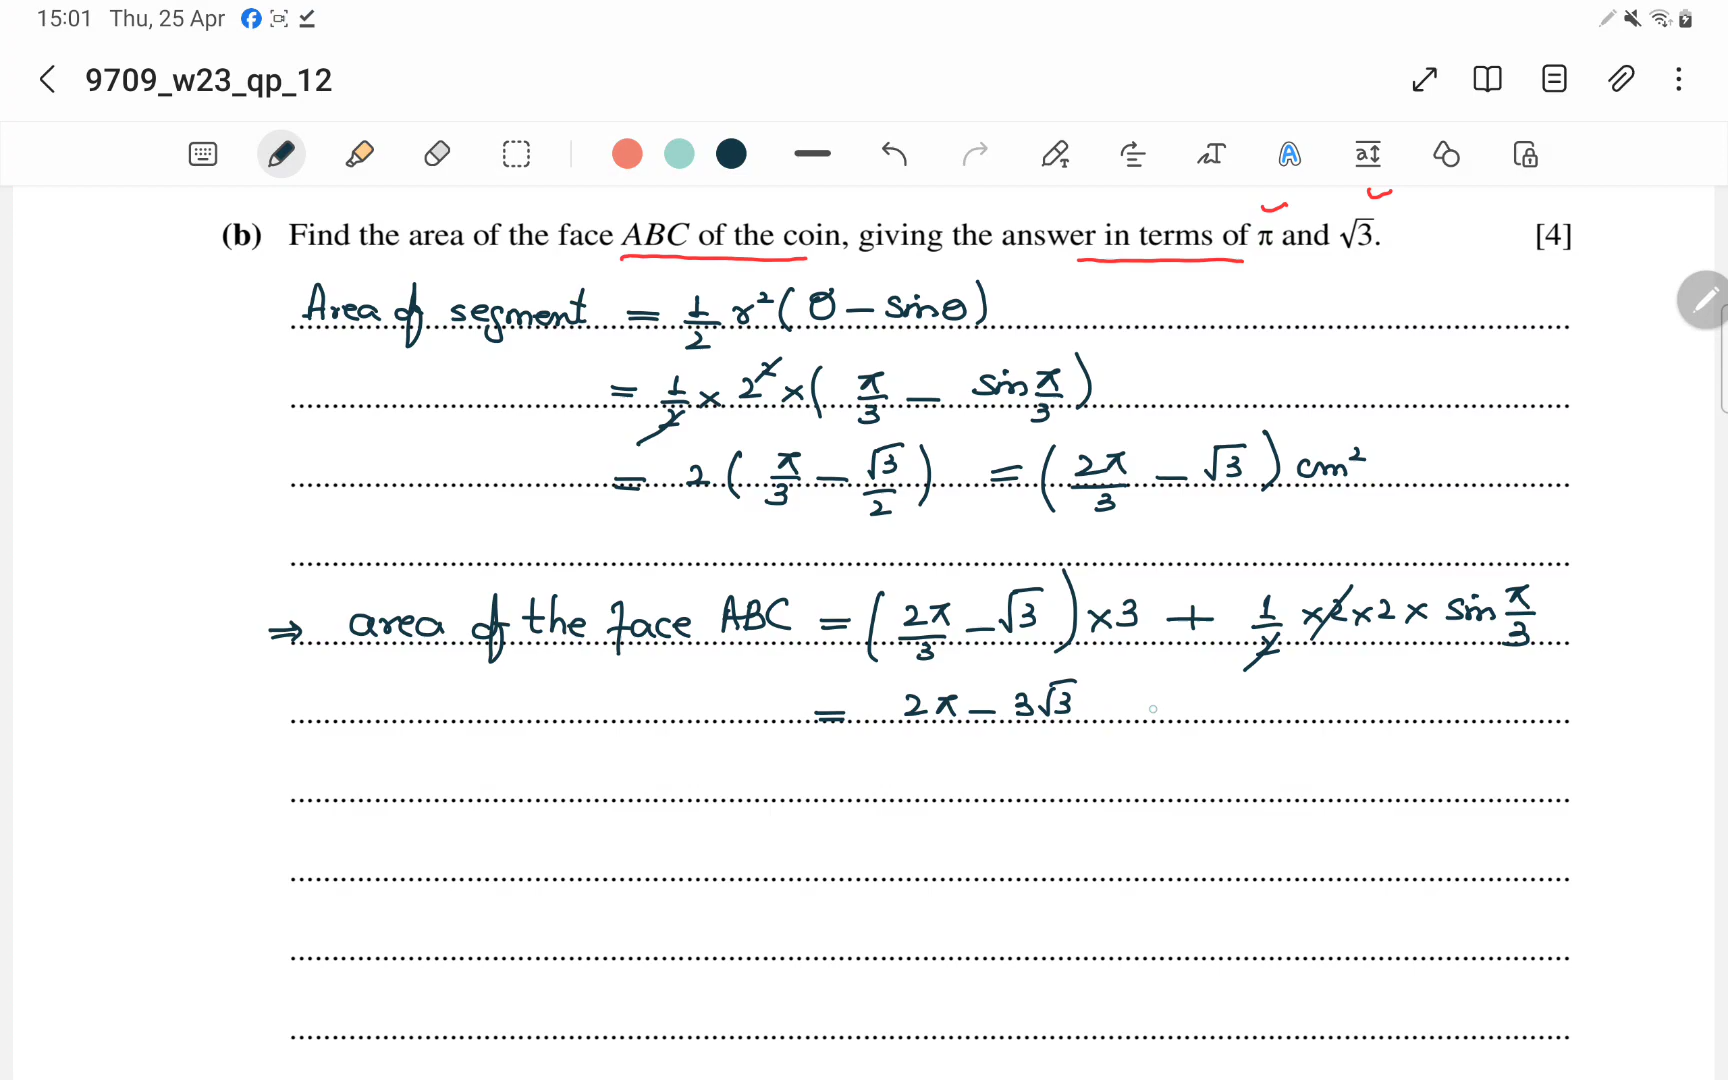 15:01 Thu, 25 Apr
9709_w23_qp_12
(b) Find the area of the face ABC of the coin, giving the answer in terms of π and √3. [4]
Area of segment = 1/2 r²(θ − sinθ)
= 1/2 × 2² × (π/3 − sin π/3)
= 2(π/3 − √3/2) = (2π/3 − √3) cm²
⇒ area of the face ABC = (2π/3 − √3) × 3 + 1/2 × 2 × 2 × sin π/3
= 2π − 3√3